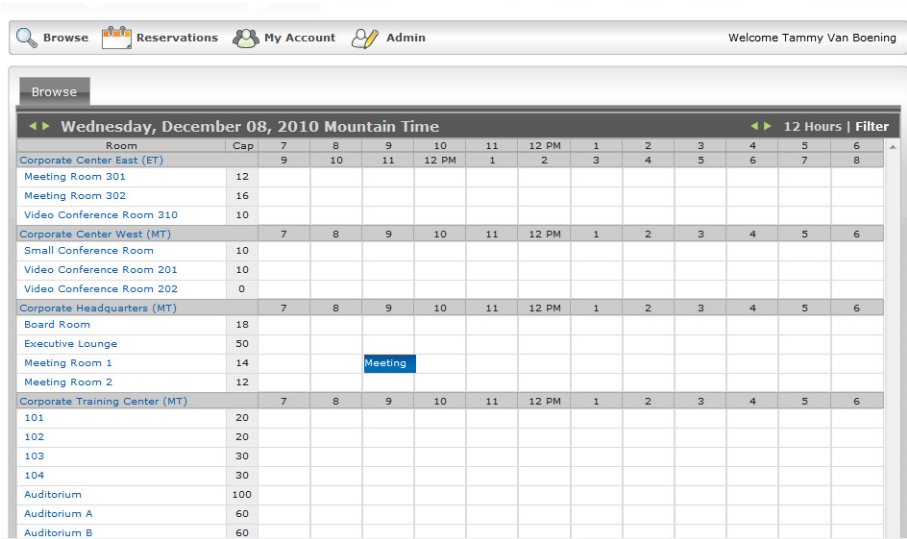 Browse Reservations My Account Admin Welcome Tammy Van Boening
Browse
Wednesday, December 08, 2010 Mountain Time 12 Hours | Filter
Room Cap 7 8 9 10 11 12 PM 1 2 3 4 5 6
Corporate Center East (ET) 9 10 11 12 PM 1 2 3 4 5 6 7 8
Meeting Room 301 12
Meeting Room 302 16
Video Conference Room 310 10
Corporate Center West (MT) 7 8 9 10 11 12 PM 1 2 3 4 5 6
Small Conference Room 10
Video Conference Room 201 10
Video Conference Room 202 0
Corporate Headquarters (MT) 7 8 9 10 11 12 PM 1 2 3 4 5 6
Board Room 18
Executive Lounge 50
Meeting Room 1 14 Meeting
Meeting Room 2 12
Corporate Training Center (MT) 7 8 9 10 11 12 PM 1 2 3 4 5 6
101 20
102 20
103 30
104 30
Auditorium 100
Auditorium A 60
Auditorium B 60